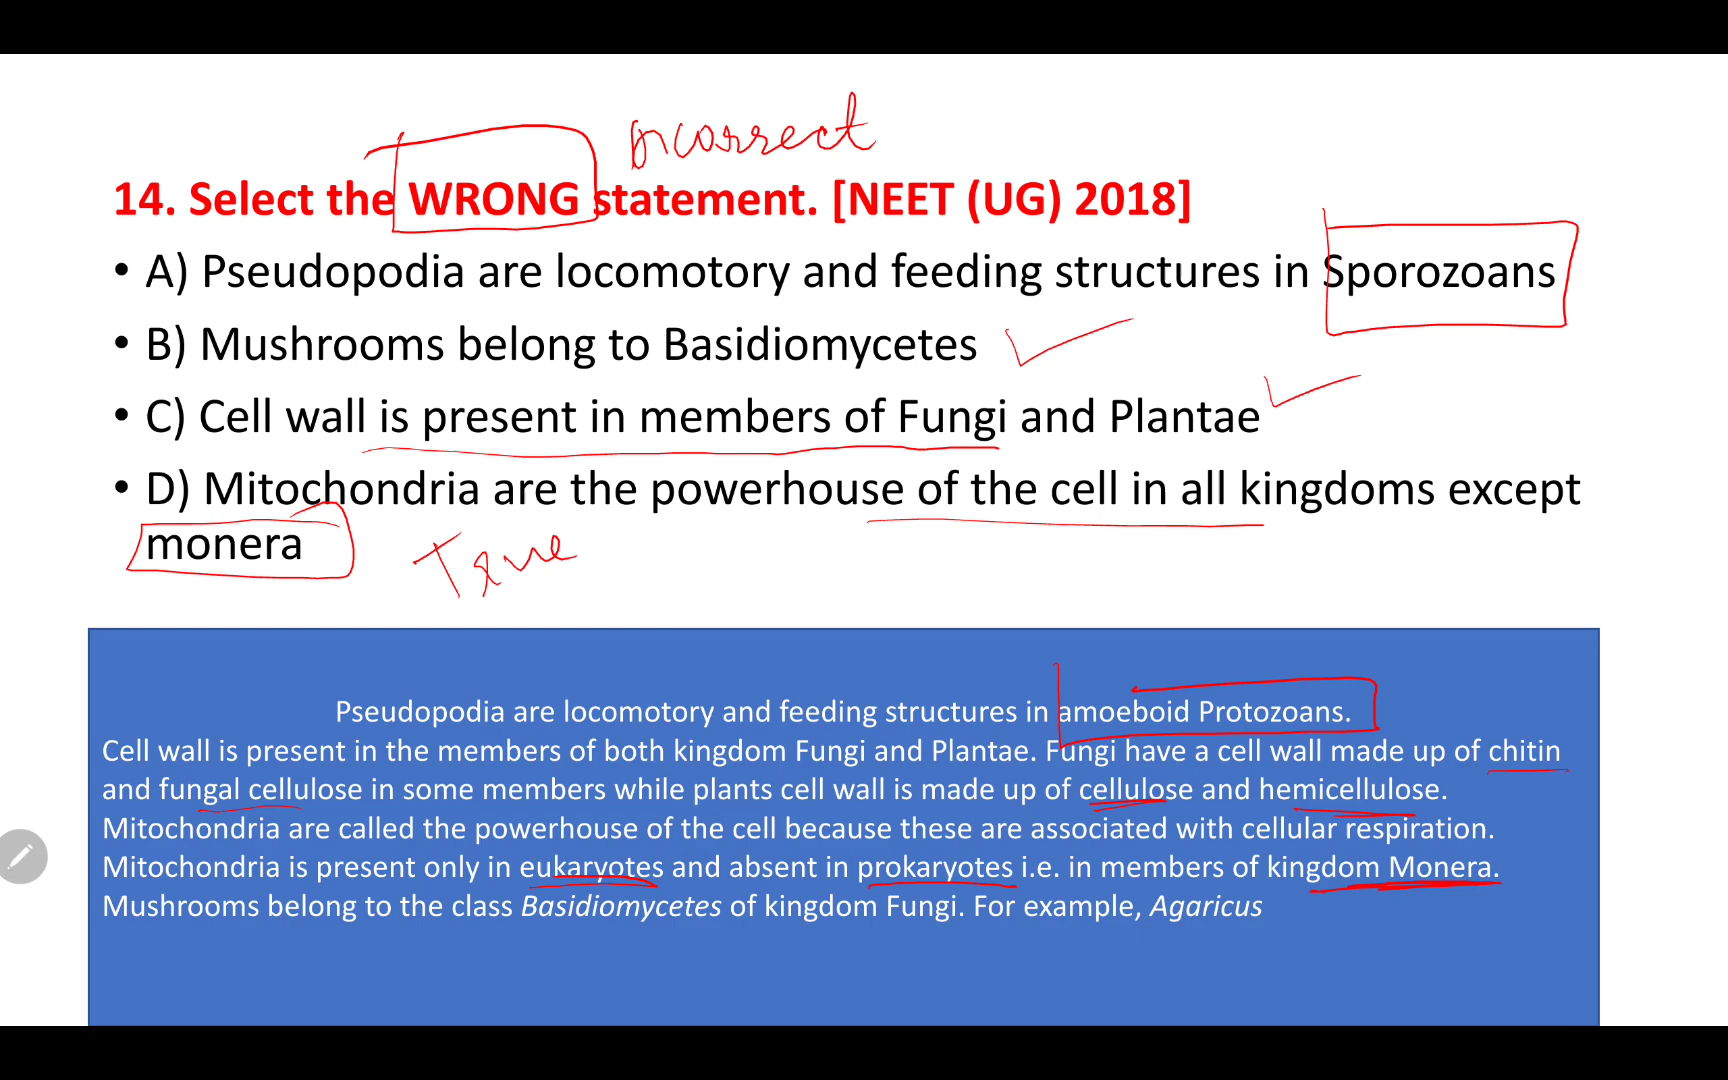 incorrect
14. Select the WRONG statement. [NEET (UG) 2018]
• A) Pseudopodia are locomotory and feeding structures in Sporozoans
• B) Mushrooms belong to Basidiomycetes
• C) Cell wall is present in members of Fungi and Plantae
• D) Mitochondria are the powerhouse of the cell in all kingdoms except
monera
True
Pseudopodia are locomotory and feeding structures in amoeboid Protozoans.
Cell wall is present in the members of both kingdom Fungi and Plantae. Fungi have a cell wall made up of chitin
and fungal cellulose in some members while plants cell wall is made up of cellulose and hemicellulose.
Mitochondria are called the powerhouse of the cell because these are associated with cellular respiration.
Mitochondria is present only in eukaryotes and absent in prokaryotes i.e. in members of kingdom Monera.
Mushrooms belong to the class Basidiomycetes of kingdom Fungi. For example, Agaricus